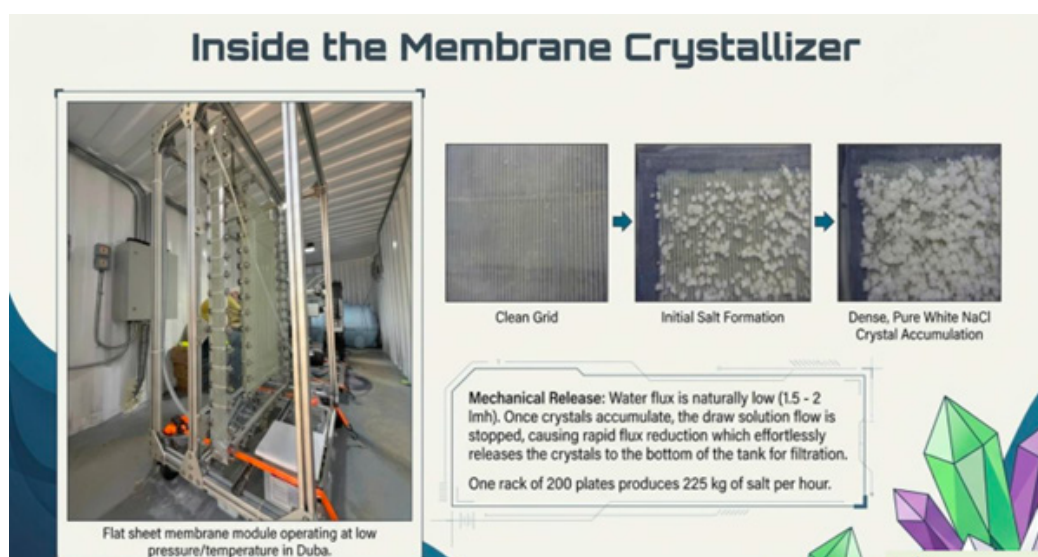 Inside the Membrane Crystallizer
Clean Grid
Initial Salt Formation
Dense, Pure White NaCl
Crystal Accumulation
Mechanical Release: Water flux is naturally low (1.5 - 2
lmh). Once crystals accumulate, the draw solution flow is
stopped, causing rapid flux reduction which effortlessly
releases the crystals to the bottom of the tank for filtration.
One rack of 200 plates produces 225 kg of salt per hour.
Flat sheet membrane module operating at low
pressure/temperature in Duba.